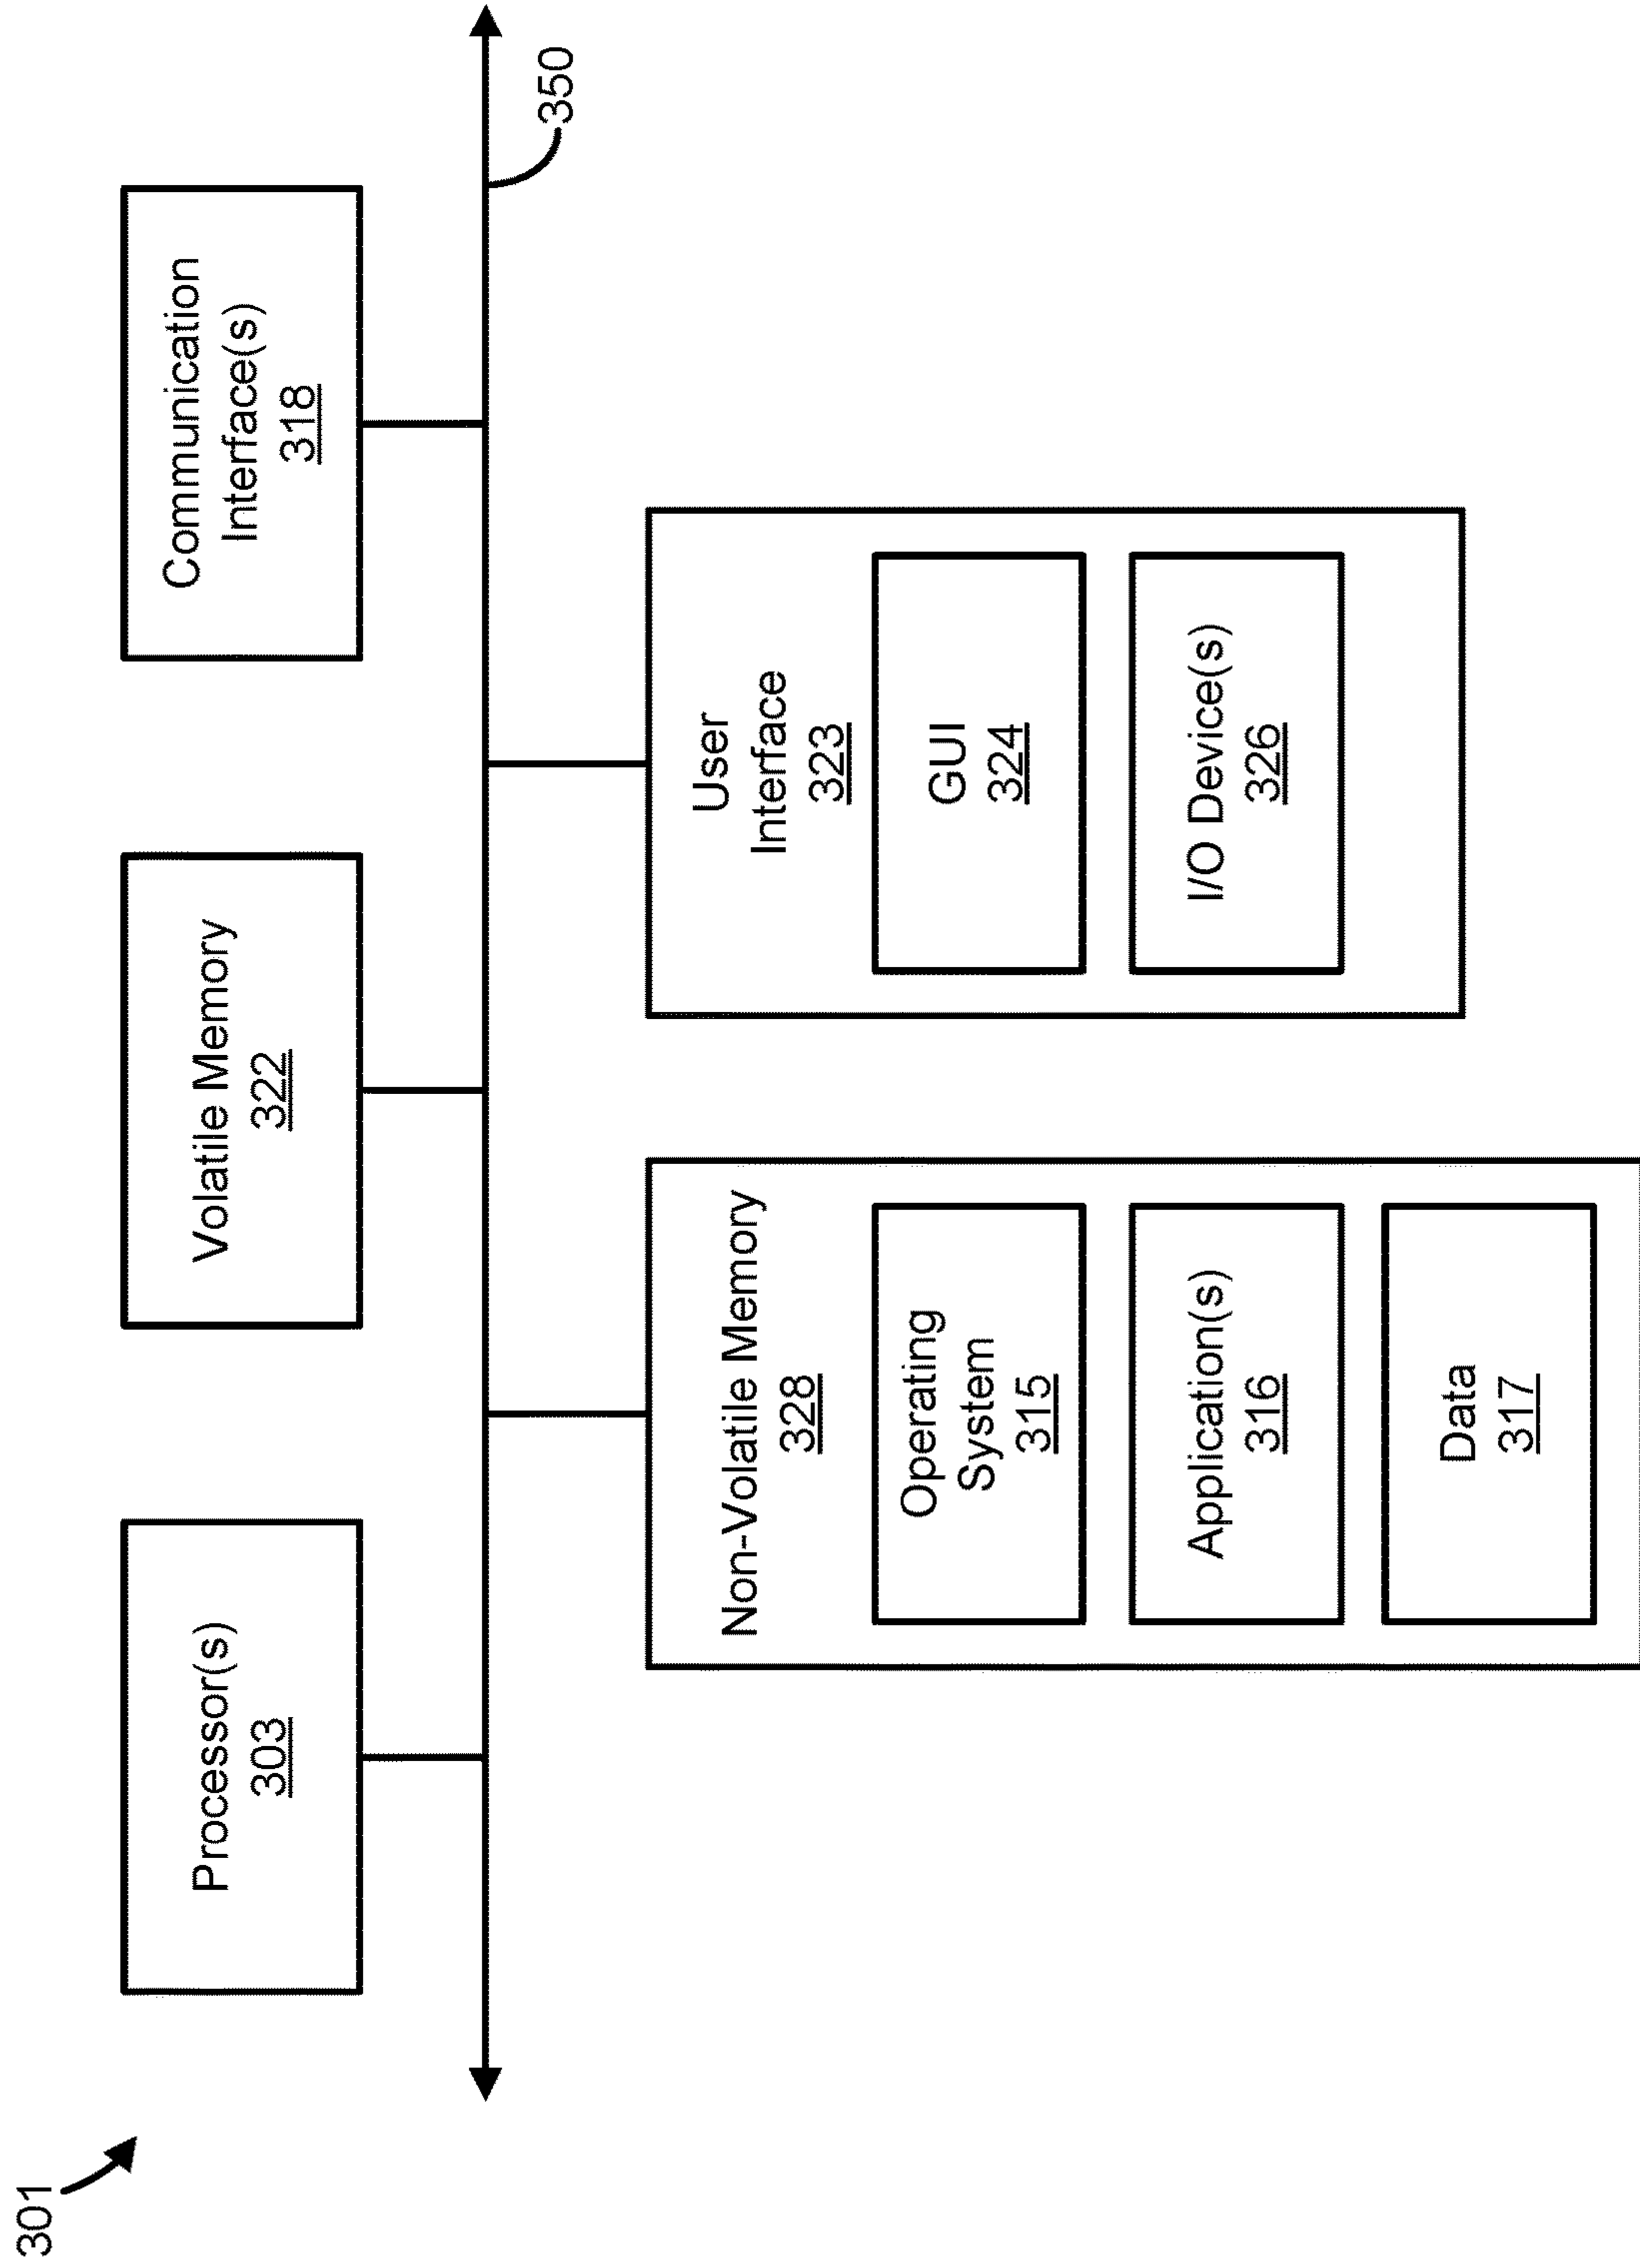 301
Processor(s)
303
Volatile Memory
322
Communication
Interface(s)
318
350
Non-Volatile Memory
328
Operating
System
315
Application(s)
316
Data
317
User
Interface
323
GUI
324
I/O Device(s)
326